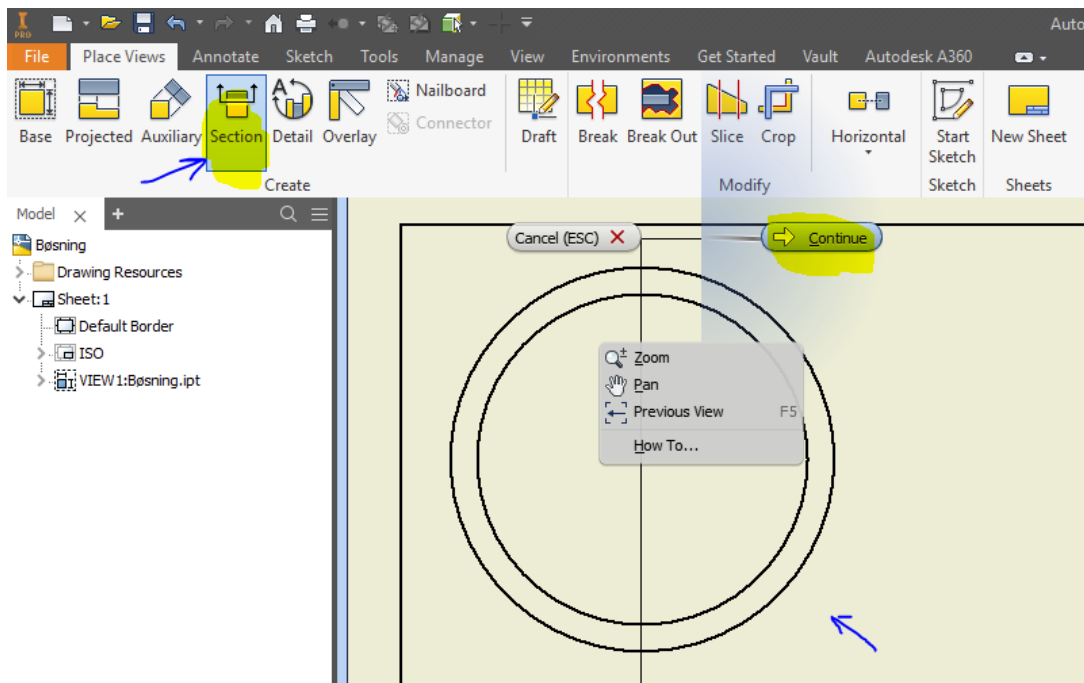 PRO
Auto
File Place Views Annotate Sketch Tools Manage View Environments Get Started Vault Autodesk A360
Base Projected Auxiliary Section Detail Overlay
Nailboard
Connector
Draft
Break Break Out Slice Crop
Horizontal
Start
Sketch
New Sheet
Create
Modify
Sketch
Sheets
Model
Bøsning
Drawing Resources
Sheet:1
Default Border
ISO
VIEW1:Bøsning.ipt
Cancel (ESC)
Continue
Zoom
Pan
Previous View F5
How To...